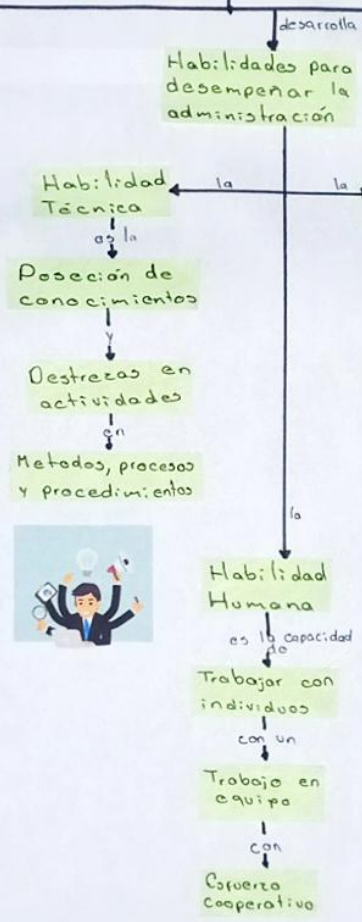 desarrolla
Habilidades para
desempeñar la
administración
la
la
Habilidad
Técnica
es la
Poseción de
conocimientos
y
Destrezas en
actividades
en
Metodos, procesos
y procedimientos
la
Habilidad
Humana
es la capacidad
de
Trabajar con
individuos
con un
Trabajo en
equipo
con
Esfuerzo
cooperativo